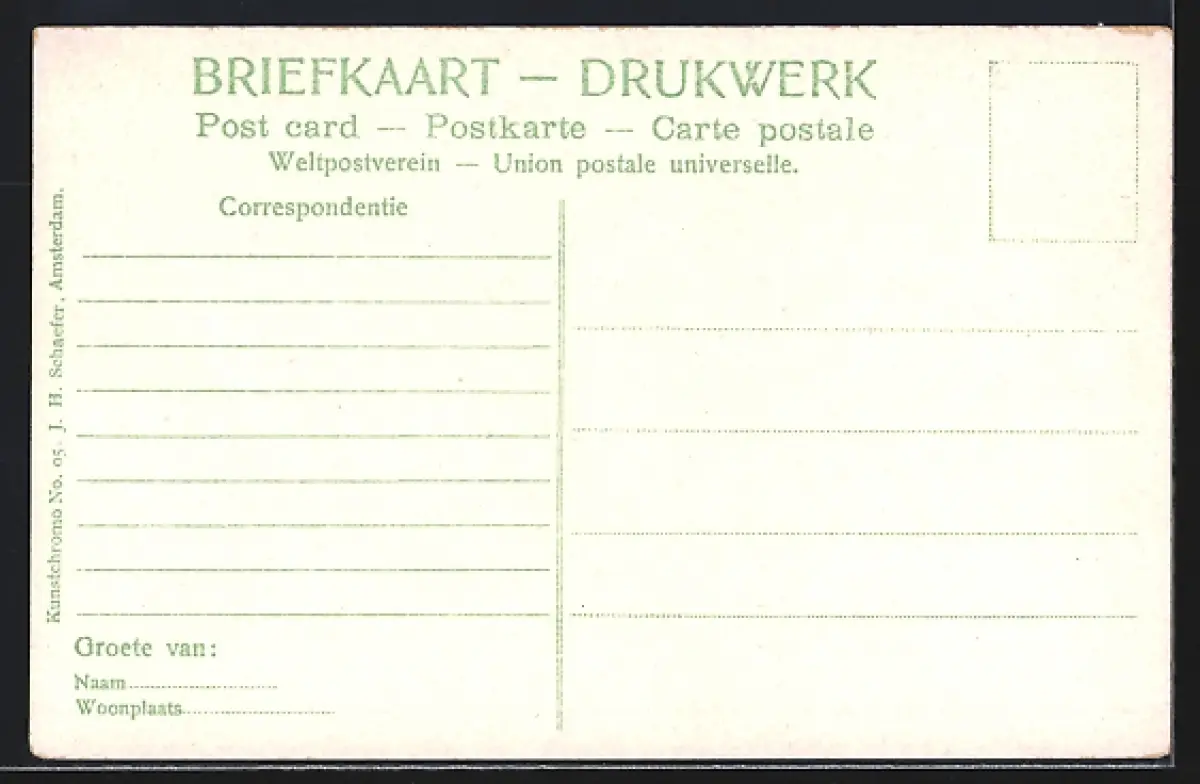 BRIEFKAART — DRUKWERK
Post card — Postkarte — Carte postale
Weltpostverein — Union postale universelle.
Correspondentie
Kunstchromo No. 05. J. H. Schaefer, Amsterdam.
Groete van:
Naam
Woonplaats